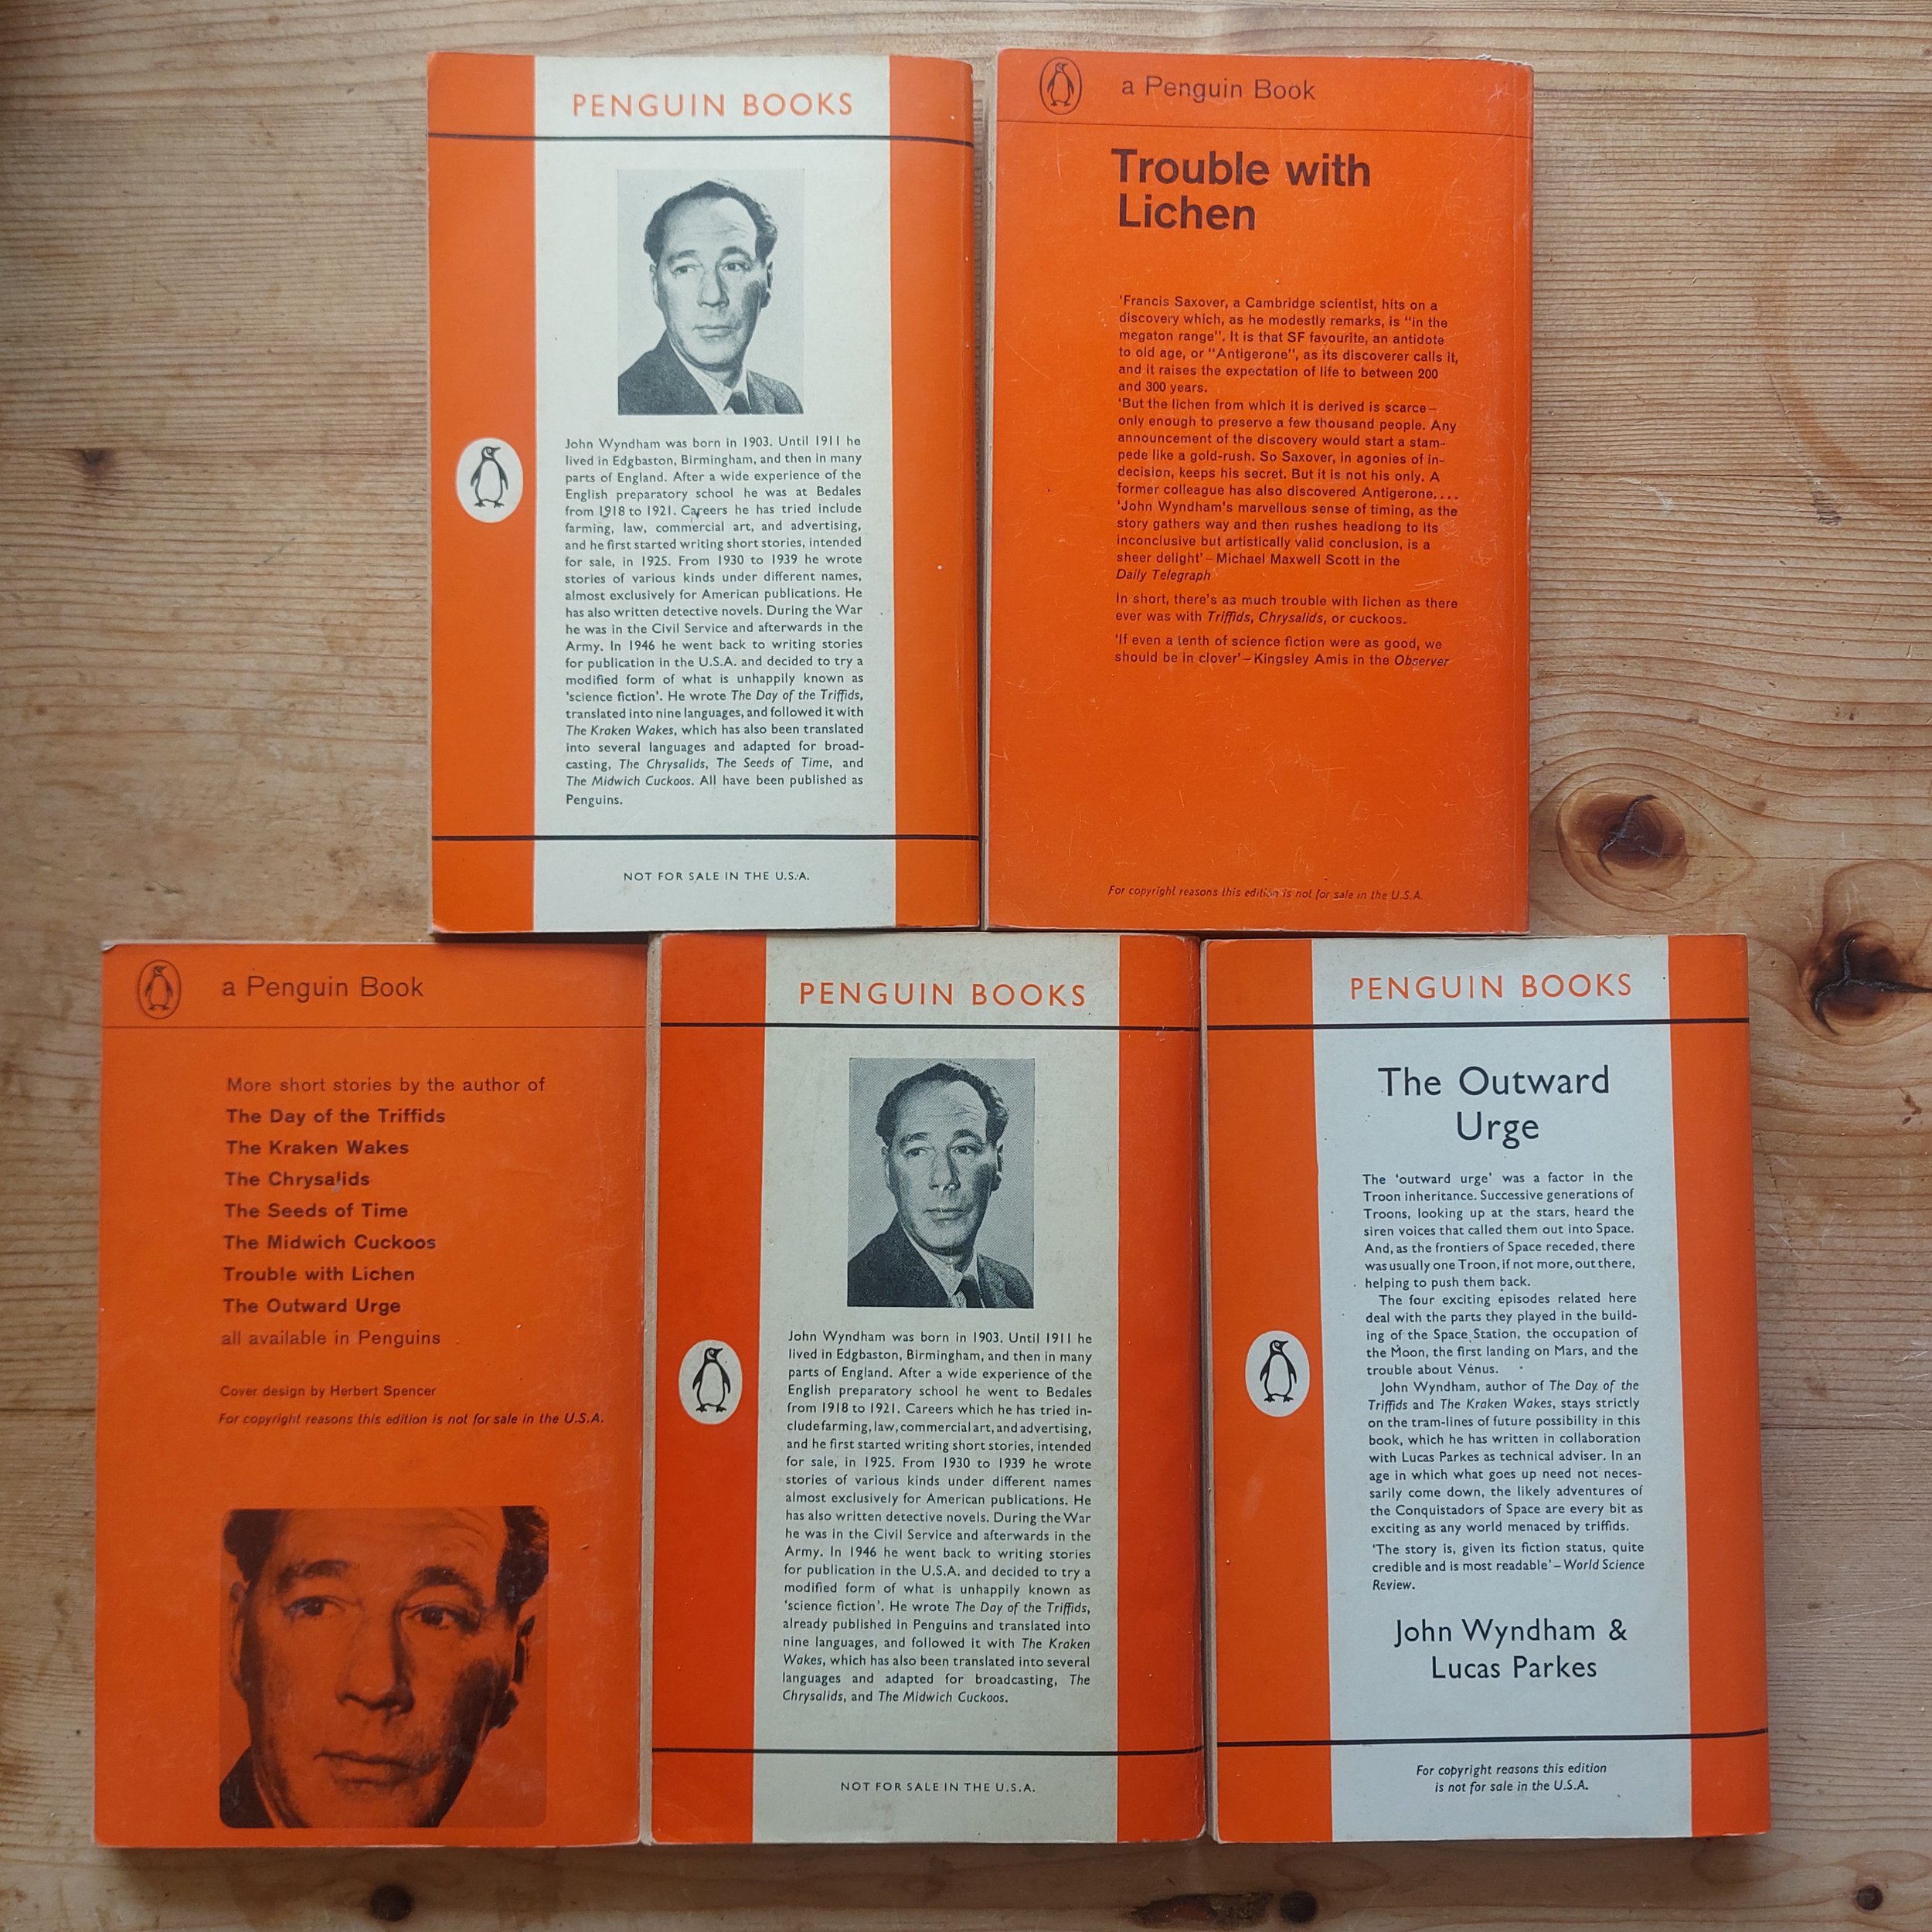 PENGUIN BOOKS
John Wyndham was born in 1903. Until 1911 he
lived in Edgbaston, Birmingham, and then in many
parts of England. After a wide experience of the
English preparatory school he was at Bedales
from 1918 to 1921. Careers he has tried include
farming, law, commercial art, and advertising,
and he first started writing short stories, intended
for sale, in 1925. From 1930 to 1939 he wrote
stories of various kinds under different names,
almost exclusively for American publications. He
has also written detective novels. During the War
he was in the Civil Service and afterwards in the
Army. In 1946 he went back to writing stories
for publication in the U.S.A. and decided to try a
modified form of what is unhappily known as
'science fiction'. He wrote The Day of the Triffids,
translated into nine languages, and followed it with
The Kraken Wakes, which has also been translated
into several languages and adapted for broad-
casting, The Chrysalids, The Seeds of Time, and
The Midwich Cuckoos. All have been published as
Penguins.
NOT FOR SALE IN THE U.S.A.
a Penguin Book
Trouble with
Lichen
'Francis Saxover, a Cambridge scientist, hits on a
discovery which, as he modestly remarks, is "in the
megaton range". It is that SF favourite, an antidote
to old age, or "Antigerone", as its discoverer calls it,
and it raises the expectation of life to between 200
and 300 years.
'But the lichen from which it is derived is scarce –
only enough to preserve a few thousand people. Any
announcement of the discovery would start a stam-
pede like a gold-rush. So Saxover, in agonies of in-
decision, keeps his secret. But it is not his only. A
former colleague has also discovered Antigerone. . . .
'John Wyndham's marvellous sense of timing, as the
story gathers way and then rushes headlong to its
inconclusive but artistically valid conclusion, is a
sheer delight' – Michael Maxwell Scott in the
Daily Telegraph
In short, there's as much trouble with lichen as there
ever was with Triffids, Chrysalids, or cuckoos.
'If even a tenth of science fiction were as good, we
should be in clover' – Kingsley Amis in the Observer
For copyright reasons this edition is not for sale in the U.S.A.
a Penguin Book
More short stories by the author of
The Day of the Triffids
The Kraken Wakes
The Chrysalids
The Seeds of Time
The Midwich Cuckoos
Trouble with Lichen
The Outward Urge
all available in Penguins
Cover design by Herbert Spencer
For copyright reasons this edition is not for sale in the U.S.A.
PENGUIN BOOKS
John Wyndham was born in 1903. Until 1911 he
lived in Edgbaston, Birmingham, and then in many
parts of England. After a wide experience of the
English preparatory school he went to Bedales
from 1918 to 1921. Careers which he has tried in-
clude farming, law, commercial art, and advertising,
and he first started writing short stories, intended
for sale, in 1925. From 1930 to 1939 he wrote
stories of various kinds under different names
almost exclusively for American publications. He
has also written detective novels. During the War
he was in the Civil Service and afterwards in the
Army. In 1946 he went back to writing stories
for publication in the U.S.A. and decided to try a
modified form of what is unhappily known as
'science fiction'. He wrote The Day of the Triffids,
already published in Penguins and translated into
nine languages, and followed it with The Kraken
Wakes, which has also been translated into several
languages and adapted for broadcasting, The
Chrysalids, and The Midwich Cuckoos.
NOT FOR SALE IN THE U.S.A.
PENGUIN BOOKS
The Outward
Urge
The 'outward urge' was a factor in the
Troon inheritance. Successive generations of
Troons, looking up at the stars, heard the
siren voices that called them out into Space.
And, as the frontiers of Space receded, there
was usually one Troon, if not more, out there,
helping to push them back.
The four exciting episodes related here
deal with the parts they played in the build-
ing of the Space Station, the occupation of
the Moon, the first landing on Mars, and the
trouble about Venus.
John Wyndham, author of The Day of the
Triffids and The Kraken Wakes, stays strictly
on the tram-lines of future possibility in this
book, which he has written in collaboration
with Lucas Parkes as technical adviser. In an
age in which what goes up need not neces-
sarily come down, the likely adventures of
the Conquistadors of Space are every bit as
exciting as any world menaced by triffids.
'The story is, given its fiction status, quite
credible and is most readable' – World Science
Review.
John Wyndham &
Lucas Parkes
For copyright reasons this edition
is not for sale in the U.S.A.